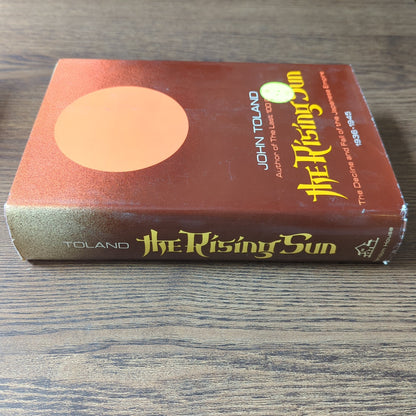 JOHN TOLAND
Author of The Last 100
the Rising Sun
The Decline and Fall of the Japanese Empire
1936-1945
TOLAND the Rising Sun
RANDOM HOUSE